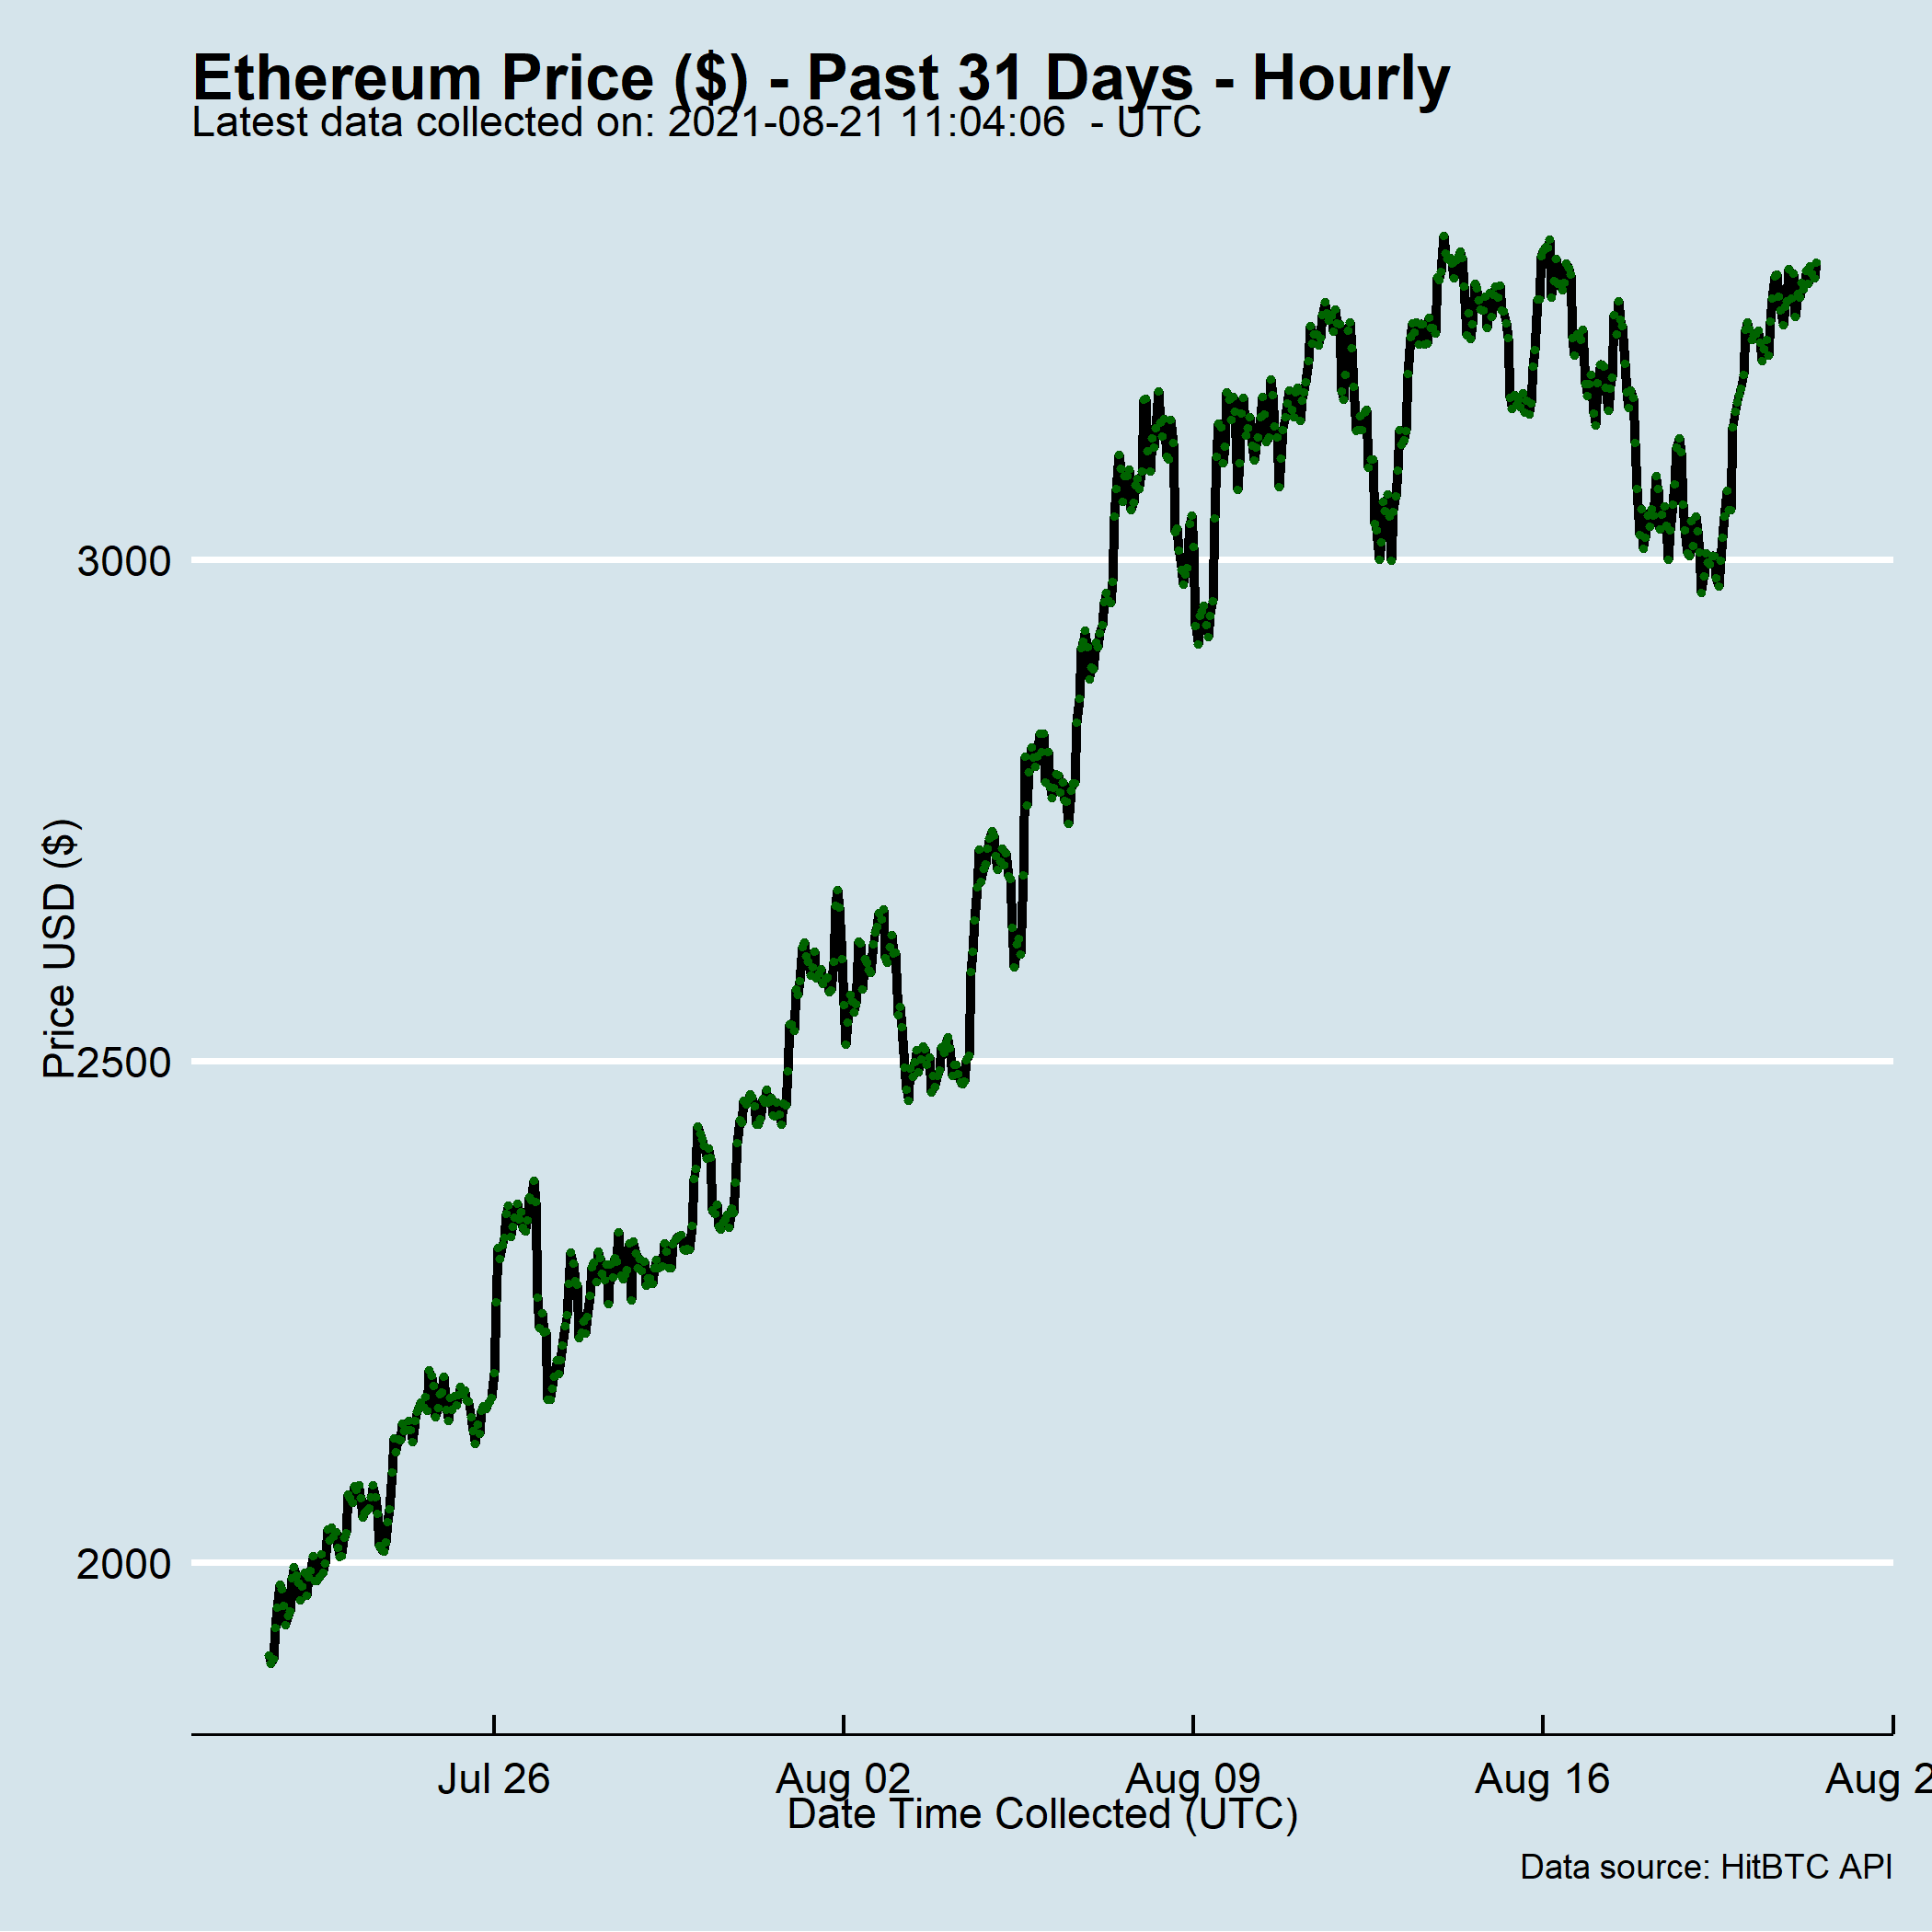 Ethereum Price ($) - Past 31 Days - Hourly
Latest data collected on: 2021-08-21 11:04:06  - UTC
Price USD ($)
3000
2500
2000
Jul 26
Aug 02
Aug 09
Aug 16
Aug 2
Date Time Collected (UTC)
Data source: HitBTC API